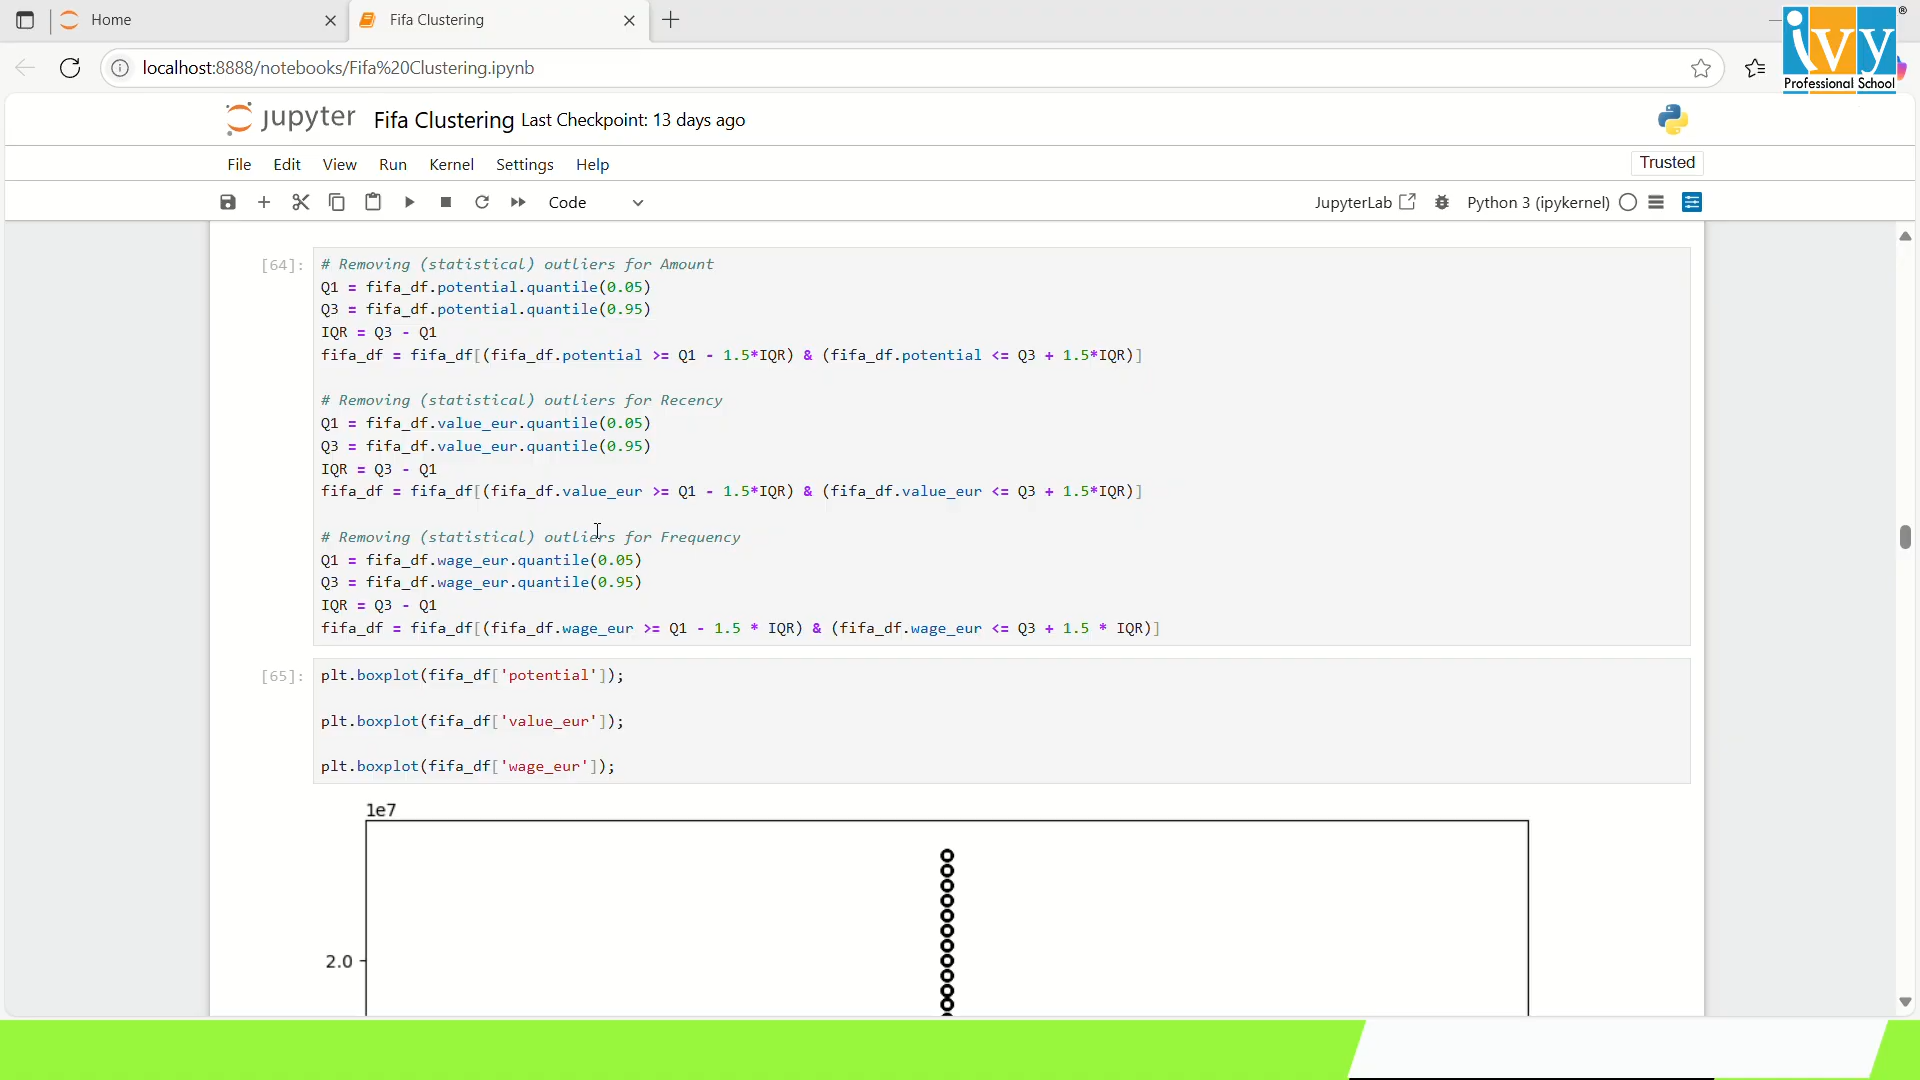 Home
Fifa Clustering
ivy
Professional School
®
localhost:8888/notebooks/Fifa%20Clustering.ipynb
jupyter Fifa Clustering Last Checkpoint: 13 days ago
File Edit View Run Kernel Settings Help
Trusted
Code
JupyterLab
Python 3 (ipykernel)
[64]:
# Removing (statistical) outliers for Amount
Q1 = fifa_df.potential.quantile(0.05)
Q3 = fifa_df.potential.quantile(0.95)
IQR = Q3 - Q1
fifa_df = fifa_df[(fifa_df.potential >= Q1 - 1.5*IQR) & (fifa_df.potential <= Q3 + 1.5*IQR)]
# Removing (statistical) outliers for Recency
Q1 = fifa_df.value_eur.quantile(0.05)
Q3 = fifa_df.value_eur.quantile(0.95)
IQR = Q3 - Q1
fifa_df = fifa_df[(fifa_df.value_eur >= Q1 - 1.5*IQR) & (fifa_df.value_eur <= Q3 + 1.5*IQR)]
# Removing (statistical) outliers for Frequency
Q1 = fifa_df.wage_eur.quantile(0.05)
Q3 = fifa_df.wage_eur.quantile(0.95)
IQR = Q3 - Q1
fifa_df = fifa_df[(fifa_df.wage_eur >= Q1 - 1.5 * IQR) & (fifa_df.wage_eur <= Q3 + 1.5 * IQR)]
[65]:
plt.boxplot(fifa_df['potential']);
plt.boxplot(fifa_df['value_eur']);
plt.boxplot(fifa_df['wage_eur']);
1e7
2.0